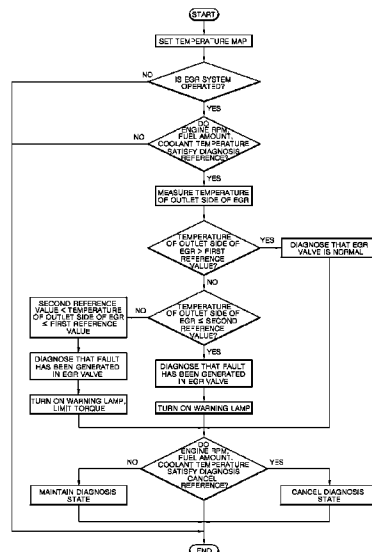 START
SET TEMPERATURE MAP
IS EGR SYSTEM
OPERATED?
NO
YES
DO
ENGINE RPM,
FUEL AMOUNT,
COOLANT TEMPERATURE
SATISFY DIAGNOSIS
REFERENCE?
NO
YES
MEASURE TEMPERATURE
OF OUTLET SIDE OF EGR
TEMPERATURE
OF OUTLET SIDE OF
EGR > FIRST
REFERENCE
VALUE?
YES
DIAGNOSE THAT EGR
VALVE IS NORMAL
NO
TEMPERATURE
OF OUTLET SIDE OF
EGR ≤ SECOND
REFERENCE
VALUE?
NO
SECOND REFERENCE
VALUE < TEMPERATURE
OF OUTLET SIDE OF EGR
≤ FIRST REFERENCE
VALUE
YES
DIAGNOSE THAT FAULT
HAS BEEN GENERATED
IN EGR VALVE
DIAGNOSE THAT FAULT
HAS BEEN GENERATED
IN EGR VALVE
TURN ON WARNING LAMP,
LIMIT TORQUE
TURN ON WARNING LAMP
DO
ENGINE RPM,
FUEL AMOUNT,
COOLANT TEMPERATURE
SATISFY DIAGNOSIS
CANCEL
REFERENCE?
NO
YES
MAINTAIN DIAGNOSIS
STATE
CANCEL DIAGNOSIS
STATE
END